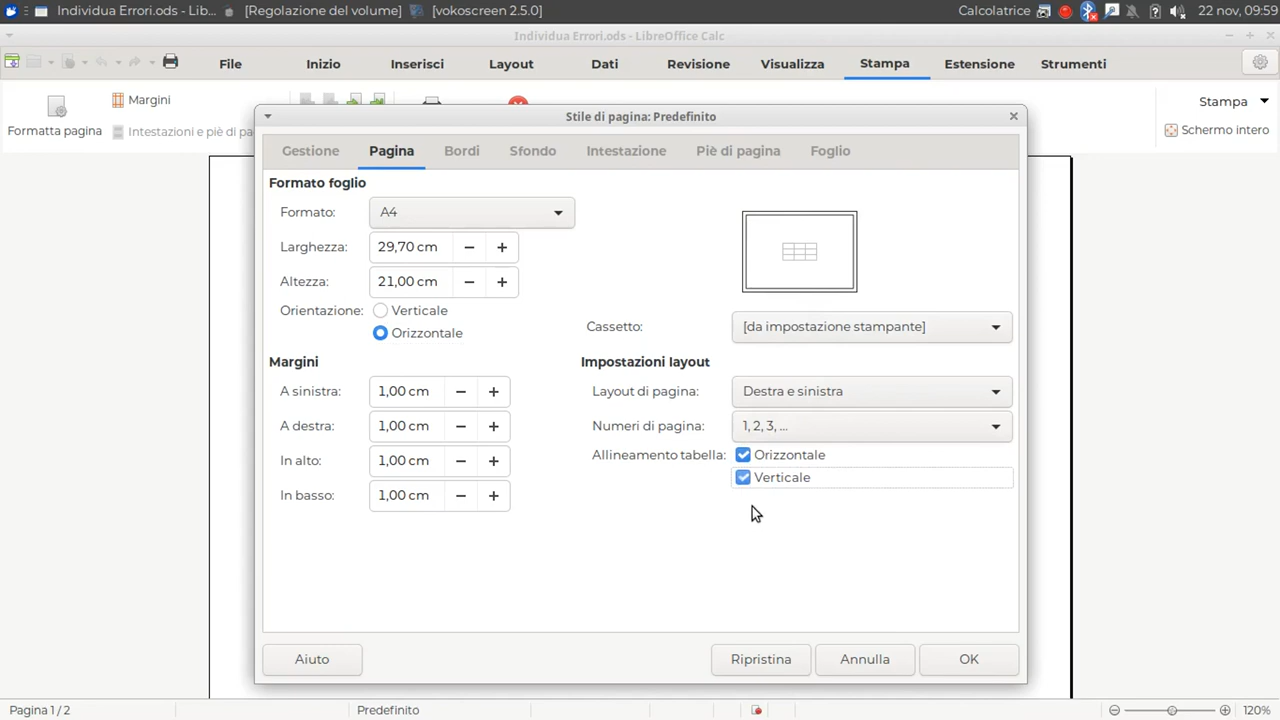 Individua Errori.ods - Lib... [Regolazione del volume] [vokoscreen 2.5.0] Calcolatrice 22 nov, 09:59
Individua Errori.ods - LibreOffice Calc
File Inizio Inserisci Layout Dati Revisione Visualizza Stampa Estensione Strumenti
Margini Stampa
Formatta pagina Intestazioni e piè di pa Schermo intero
Stile di pagina: Predefinito
Gestione Pagina Bordi Sfondo Intestazione Piè di pagina Foglio
Formato foglio
Formato: A4
Larghezza: 29,70 cm
Altezza: 21,00 cm
Orientazione: Verticale
Orizzontale
Cassetto: [da impostazione stampante]
Margini Impostazioni layout
A sinistra: 1,00 cm Layout di pagina: Destra e sinistra
A destra: 1,00 cm Numeri di pagina: 1, 2, 3, ...
Allineamento tabella: Orizzontale
In alto: 1,00 cm
Verticale
In basso: 1,00 cm
Aiuto Ripristina Annulla OK
Pagina 1 / 2 Predefinito 120%